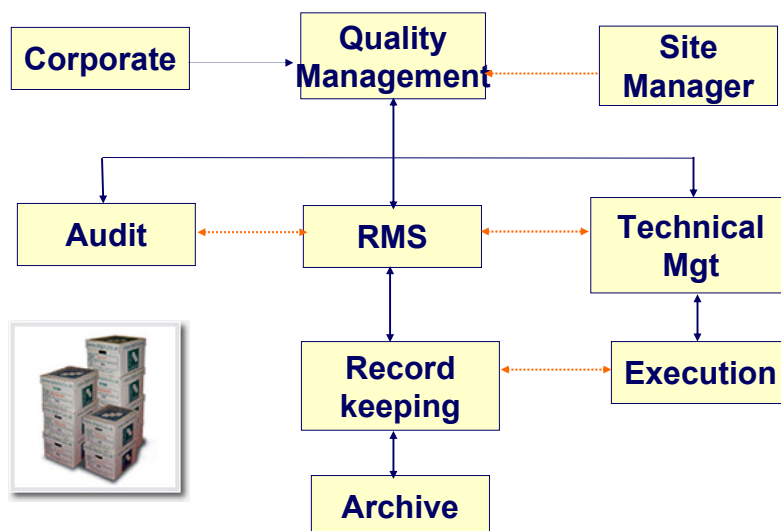 Corporate
Quality
Management
Site
Manager
Audit
RMS
Technical
Mgt
Record
keeping
Execution
Archive